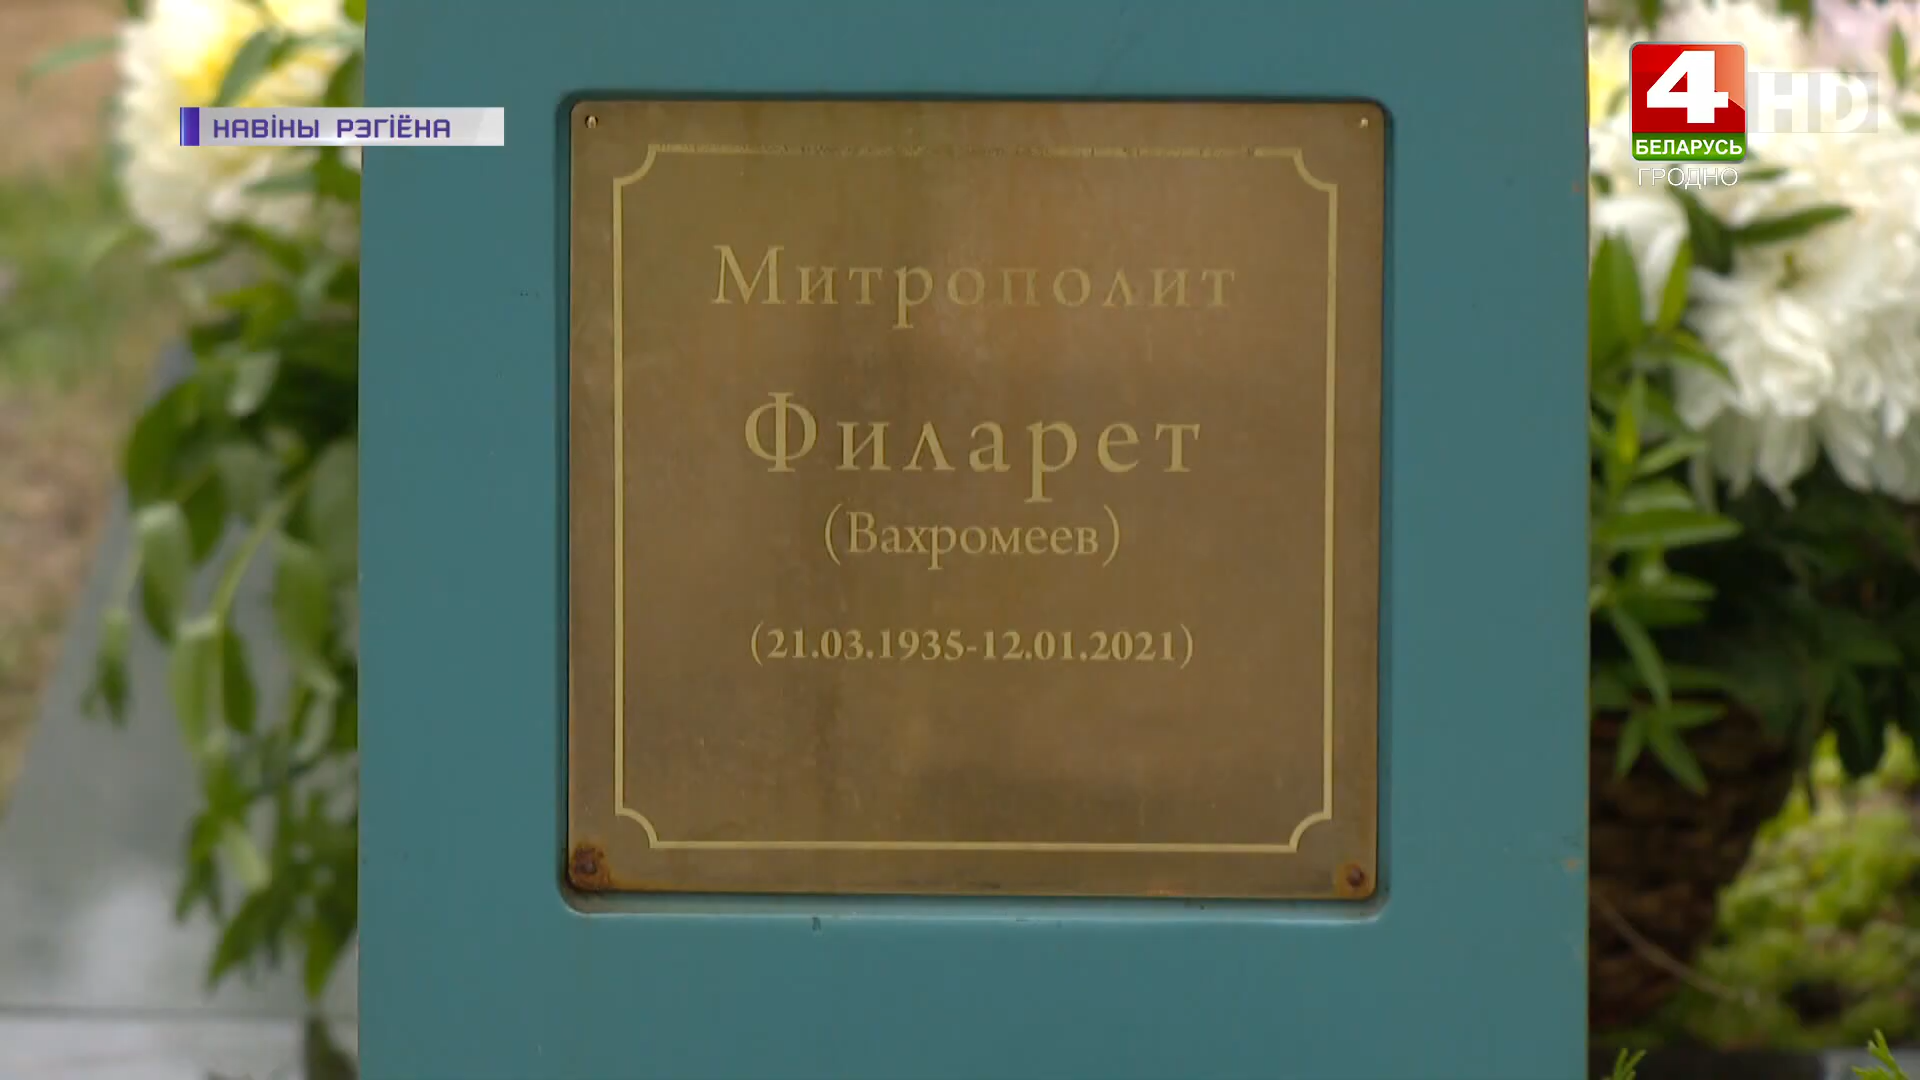 НАВІНЫ РЭГІЁНА
4 HD
БЕЛАРУСЬ
ГРОДНО
Митрополит
Филарет
(Вахромеев)
(21.03.1935-12.01.2021)